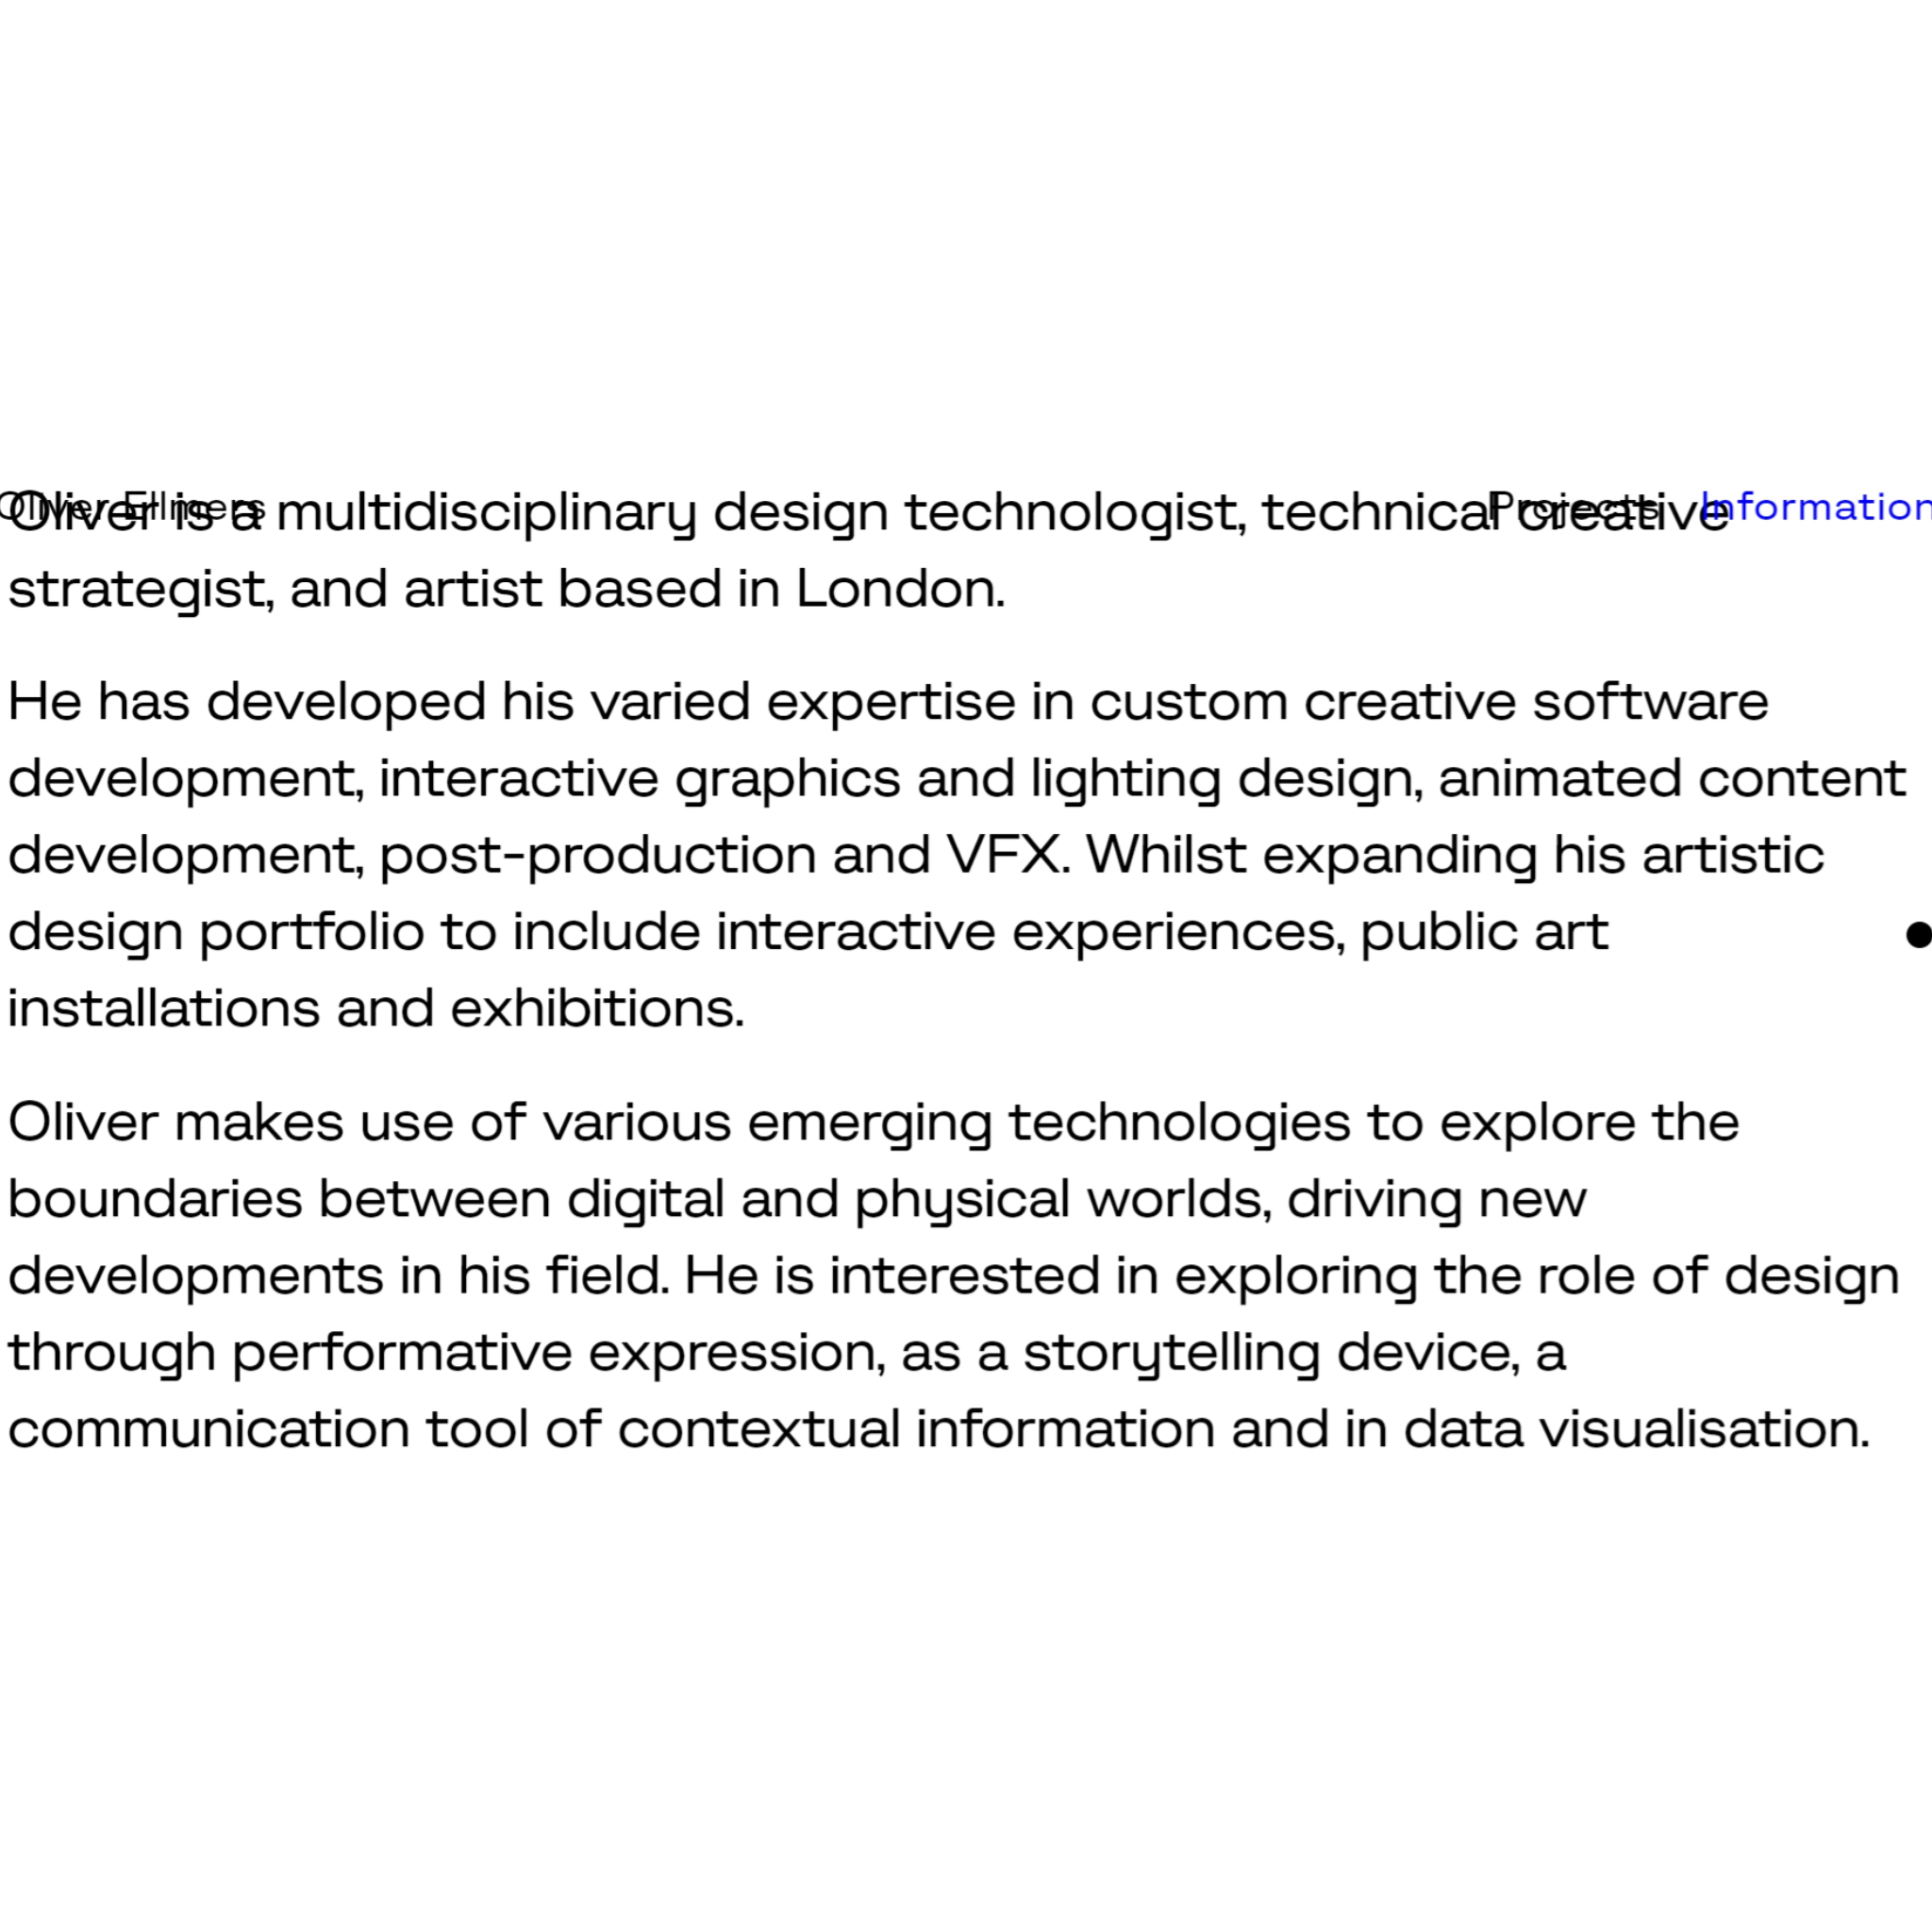 Oliver Ellmers
Projects
Information
Oliver is a multidisciplinary design technologist, technical creative
strategist, and artist based in London.
He has developed his varied expertise in custom creative software
development, interactive graphics and lighting design, animated content
development, post-production and VFX. Whilst expanding his artistic
design portfolio to include interactive experiences, public art
installations and exhibitions.
Oliver makes use of various emerging technologies to explore the
boundaries between digital and physical worlds, driving new
developments in his field. He is interested in exploring the role of design
through performative expression, as a storytelling device, a
communication tool of contextual information and in data visualisation.